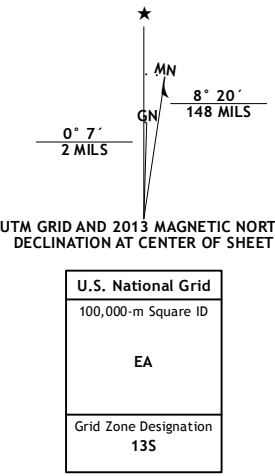 ★
MN
GN
8° 20´
148 MILS
0° 7´
2 MILS
UTM GRID AND 2013 MAGNETIC NORT
DECLINATION AT CENTER OF SHEET
U.S. National Grid
100,000-m Square ID
EA
Grid Zone Designation
13S